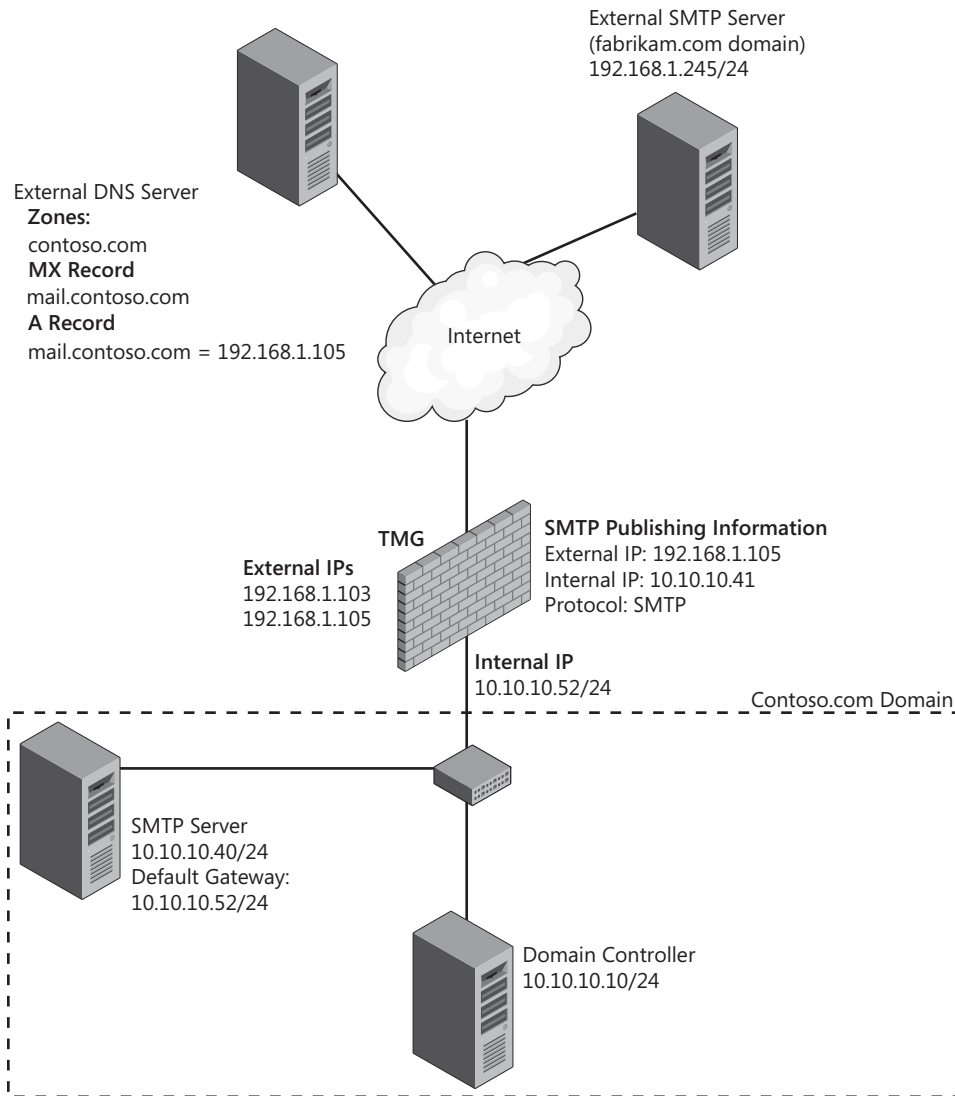 External SMTP Server
(fabrikam.com domain)
192.168.1.245/24
External DNS Server
Zones:
contoso.com
MX Record
mail.contoso.com
A Record
mail.contoso.com = 192.168.1.105
Internet
TMG
External IPs
192.168.1.103
192.168.1.105
SMTP Publishing Information
External IP: 192.168.1.105
Internal IP: 10.10.10.41
Protocol: SMTP
Internal IP
10.10.10.52/24
Contoso.com Domain
SMTP Server
10.10.10.40/24
Default Gateway:
10.10.10.52/24
Domain Controller
10.10.10.10/24